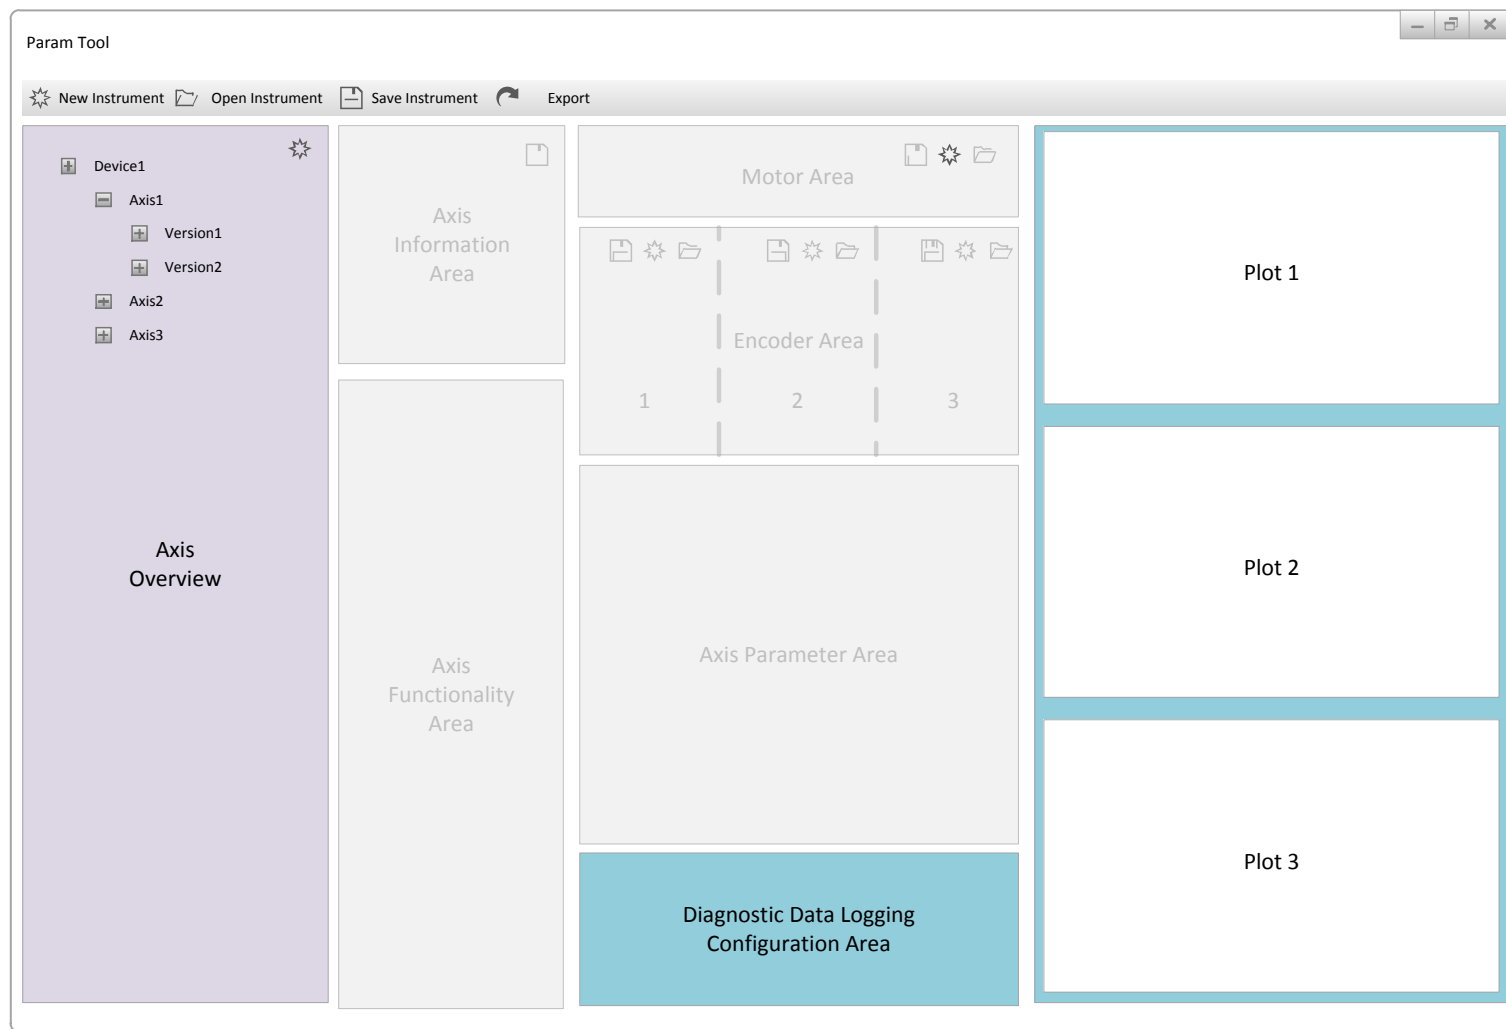 Param Tool
New Instrument Open Instrument Save Instrument Export
Device1
Axis1
Version1
Version2
Axis2
Axis3
Axis
Overview
Axis
Information
Area
Axis
Functionality
Area
Motor Area
Encoder Area
1 2 3
Axis Parameter Area
Diagnostic Data Logging
Configuration Area
Plot 1
Plot 2
Plot 3